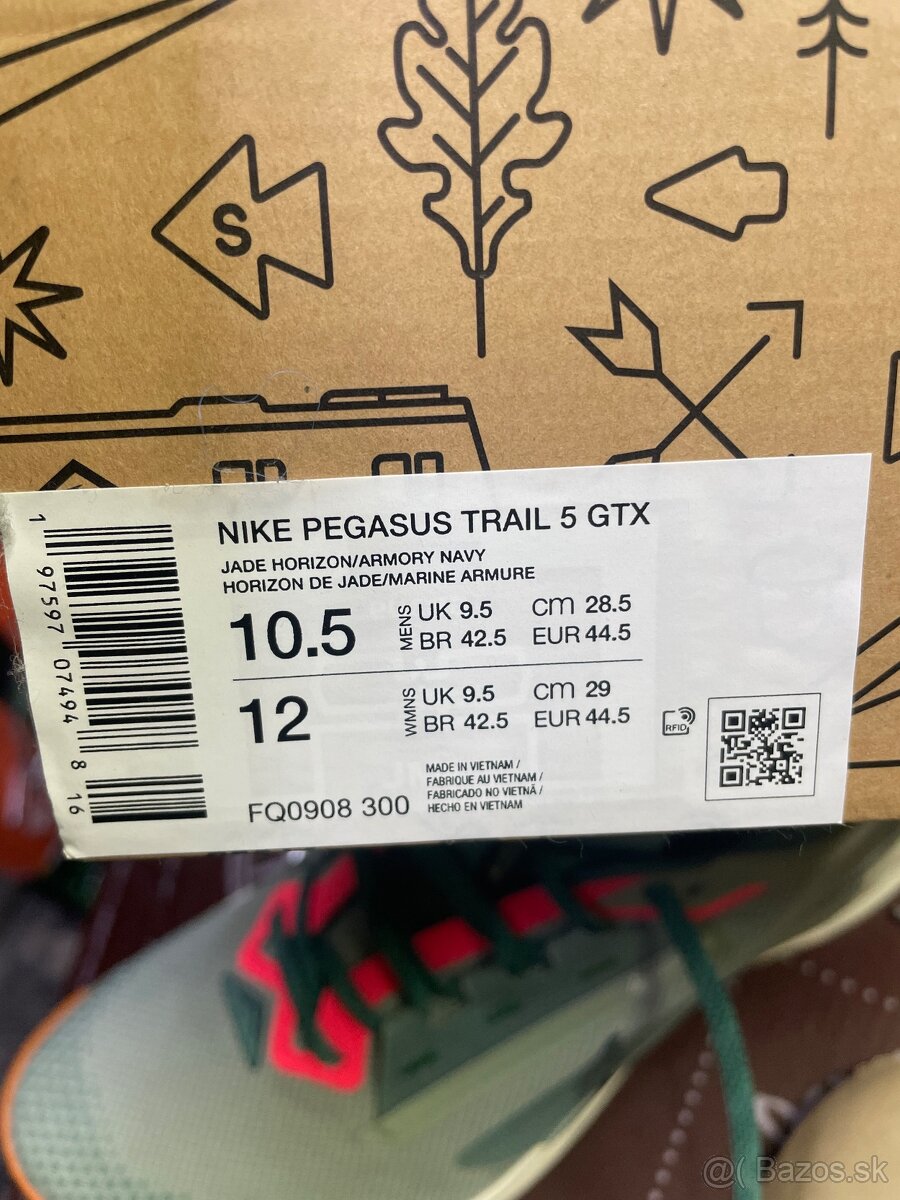 S
NIKE PEGASUS TRAIL 5 GTX
JADE HORIZON/ARMORY NAVY
HORIZON DE JADE/MARINE ARMURE
10.5 MENS UK 9.5 cm 28.5
BR 42.5 EUR 44.5
12 WMNS UK 9.5 cm 29
BR 42.5 EUR 44.5
RFID
MADE IN VIETNAM /
FABRIQUE AU VIETNAM /
FABRICADO NO VIETNÃ /
HECHO EN VIETNAM
FQ0908 300
1 97597 07494 8 16
@( Bazos.sk